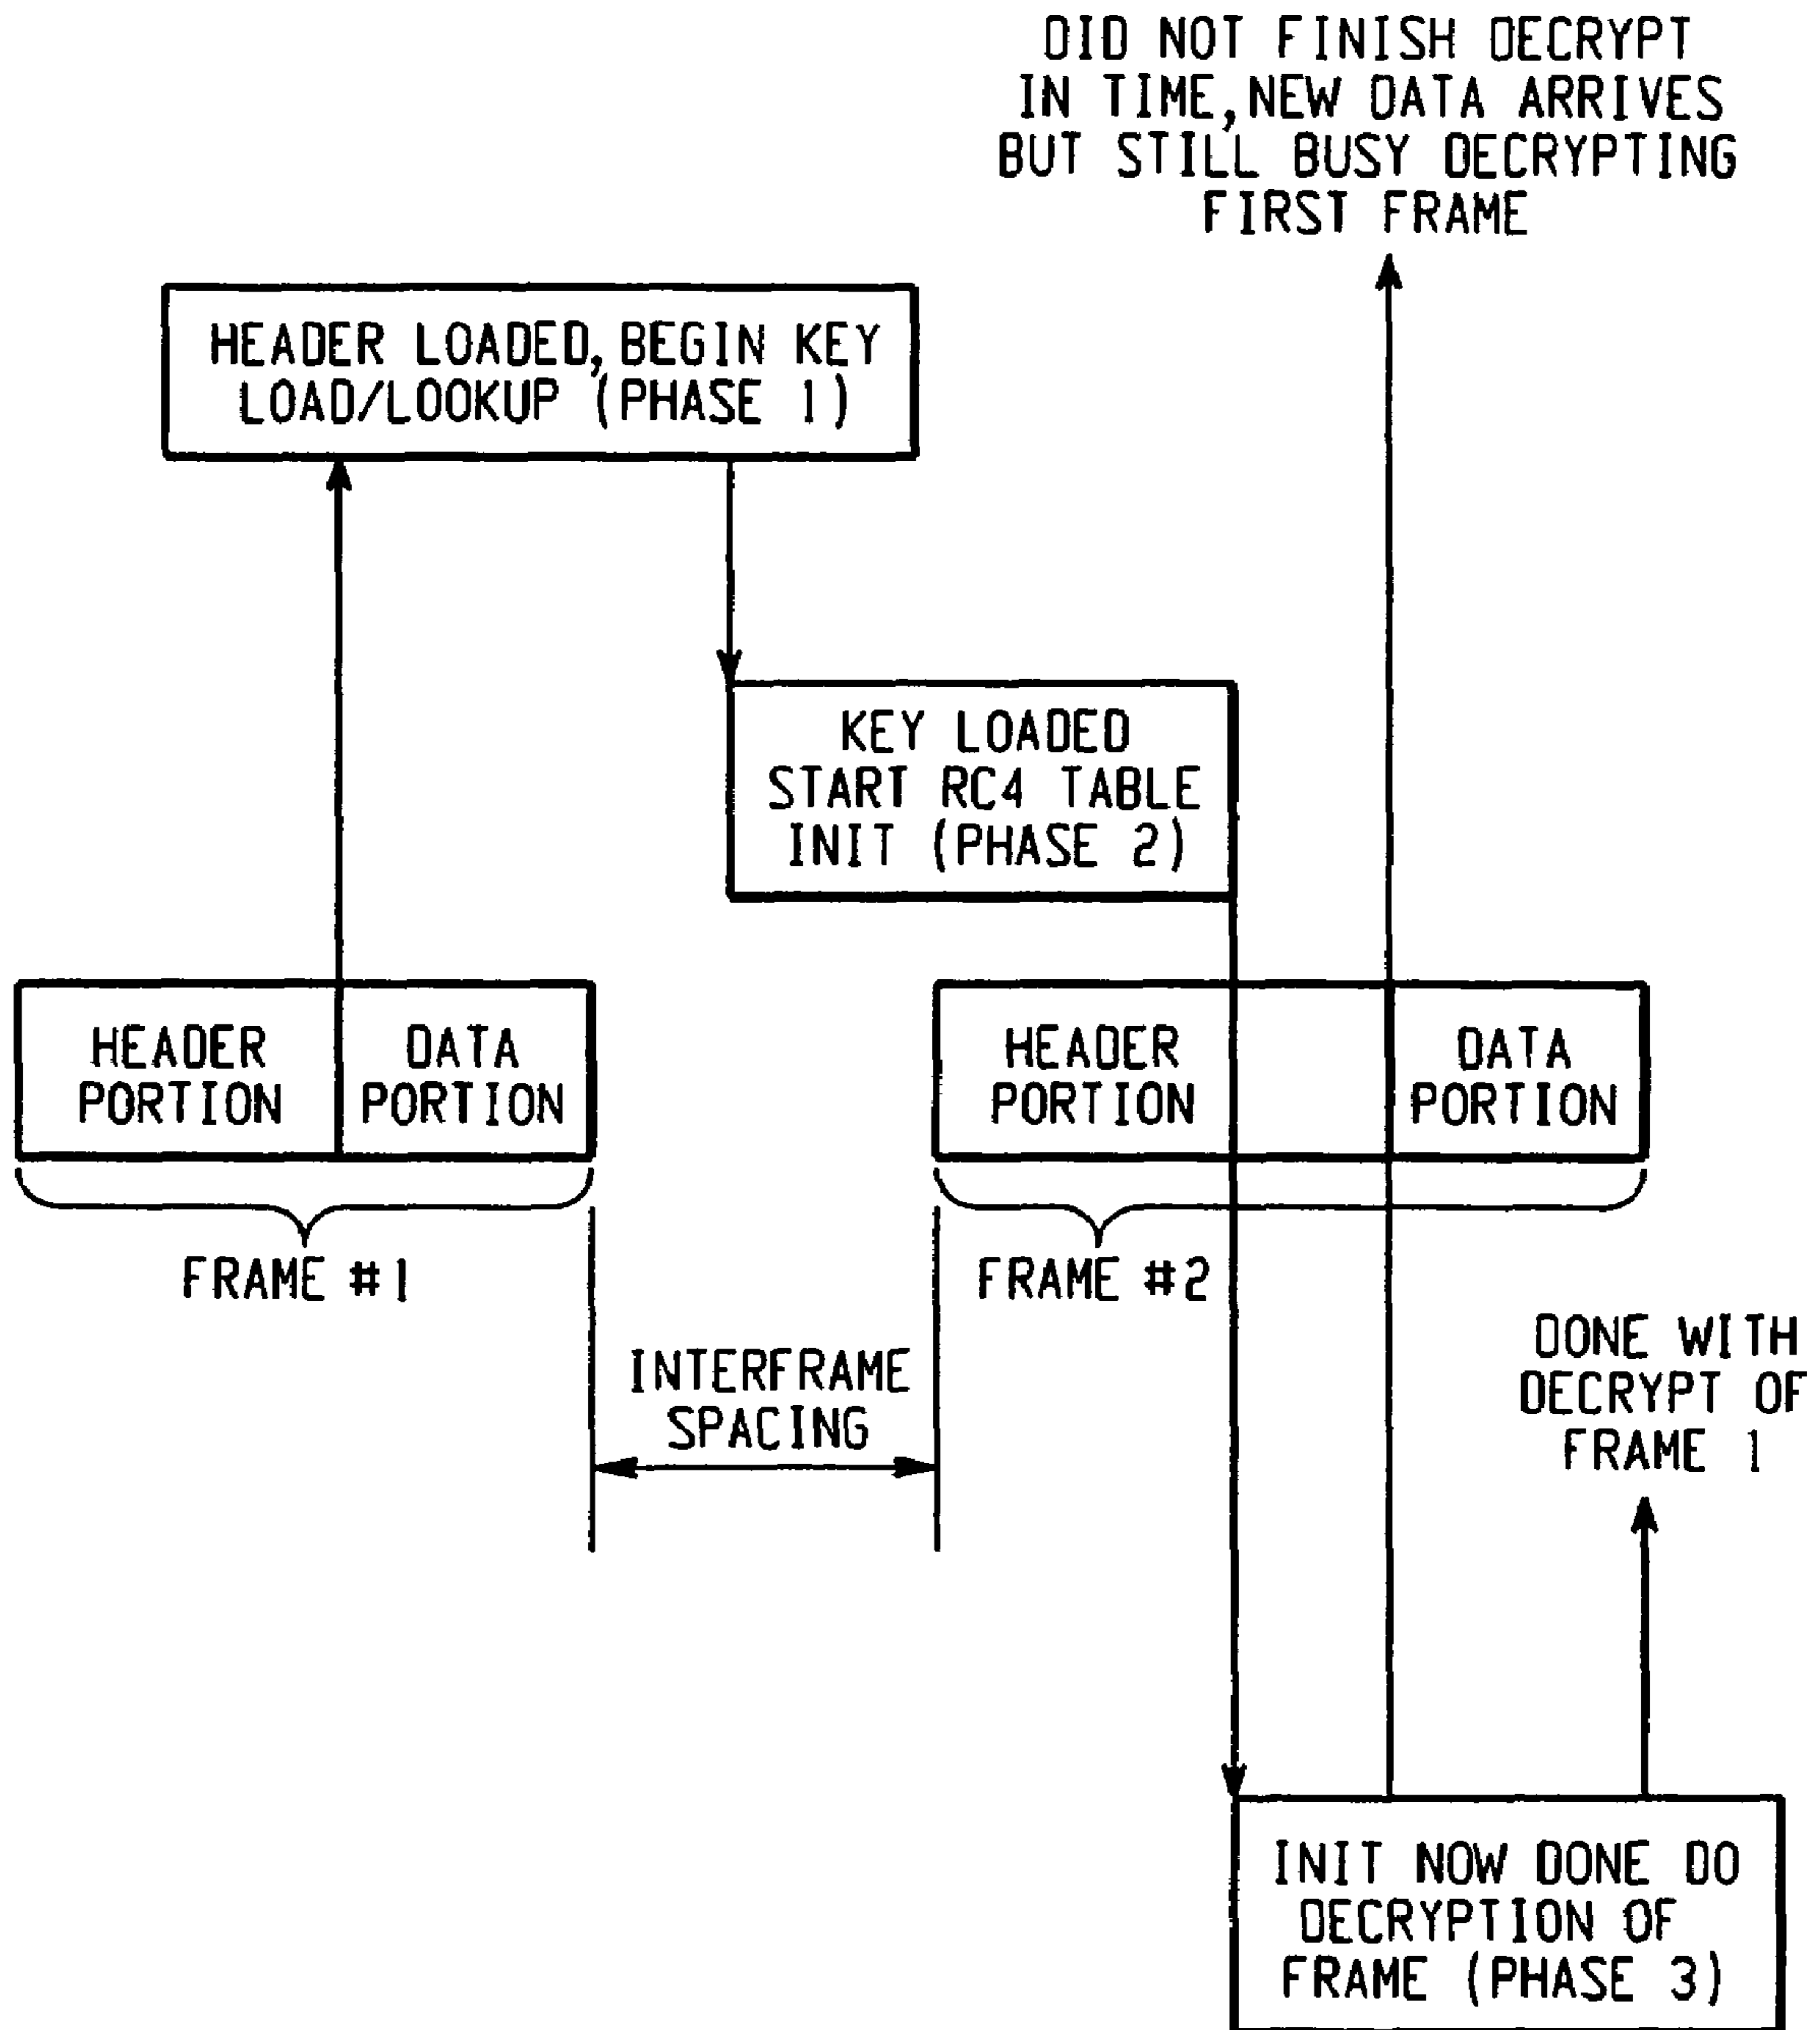 DID NOT FINISH DECRYPT
IN TIME, NEW DATA ARRIVES
BUT STILL BUSY DECRYPTING
FIRST FRAME
HEADER LOADED, BEGIN KEY
LOAD/LOOKUP (PHASE 1)
KEY LOADED
START RC4 TABLE
INIT (PHASE 2)
HEADER
PORTION
DATA
PORTION
HEADER
PORTION
DATA
PORTION
FRAME #1
FRAME #2
INTERFRAME
SPACING
DONE WITH
DECRYPT OF
FRAME 1
INIT NOW DONE DO
DECRYPTION OF
FRAME (PHASE 3)